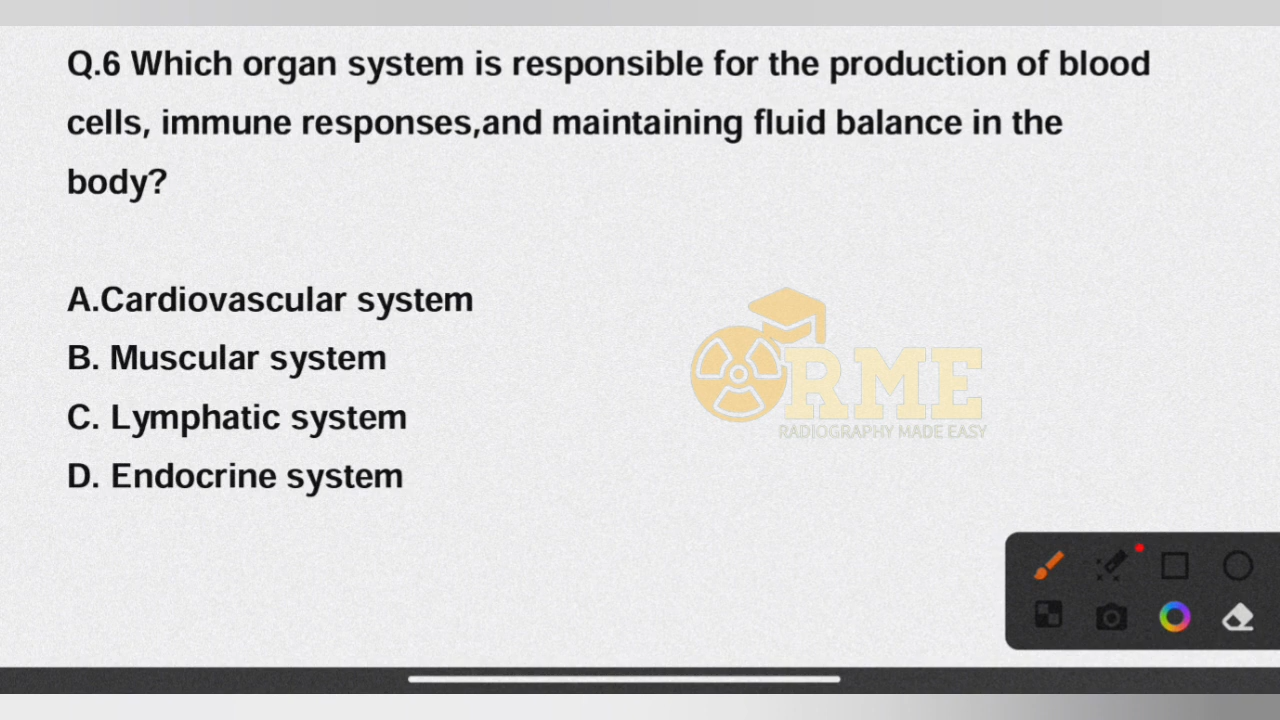 Q.6 Which organ system is responsible for the production of blood
cells, immune responses,and maintaining fluid balance in the
body?
A.Cardiovascular system
B. Muscular system
C. Lymphatic system
D. Endocrine system
RME
RADIOGRAPHY MADE EASY